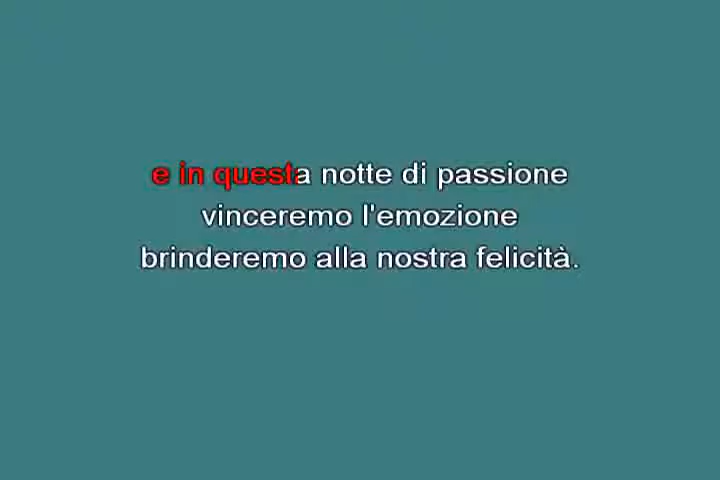 e in questa notte di passione
vinceremo l'emozione
brinderemo alla nostra felicità.